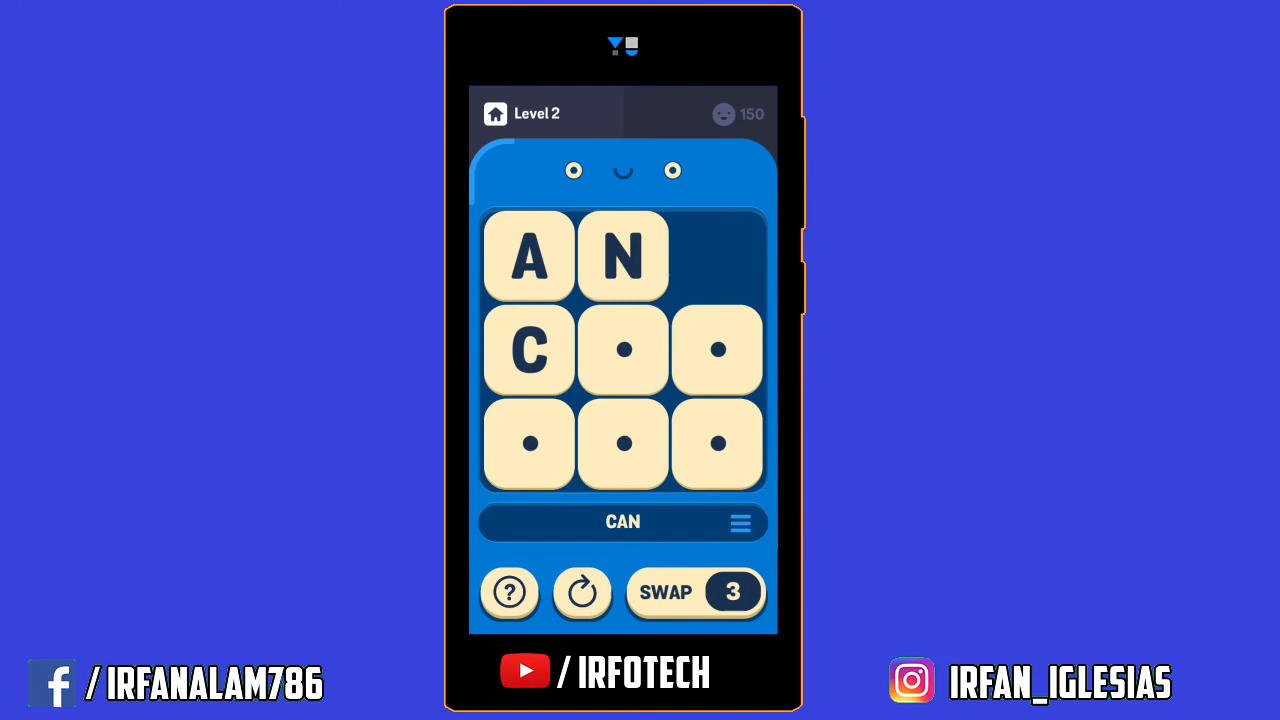 Level 2
150
A N
C
CAN
?
SWAP 3
/ IRFANALAM786
/ IRFOTECH
IRFAN_IGLESIAS